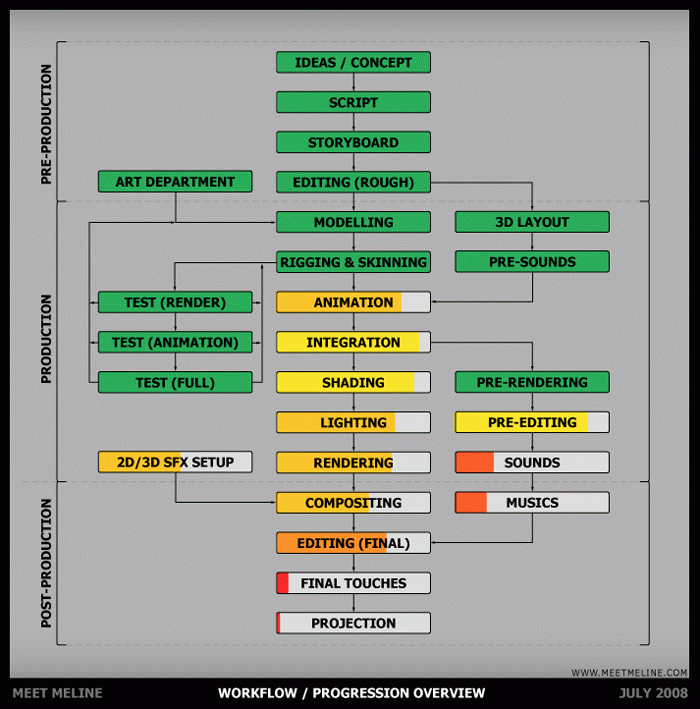 PRE-PRODUCTION
IDEAS / CONCEPT
SCRIPT
STORYBOARD
ART DEPARTMENT
EDITING (ROUGH)
PRODUCTION
MODELLING
3D LAYOUT
RIGGING & SKINNING
PRE-SOUNDS
TEST (RENDER)
ANIMATION
TEST (ANIMATION)
INTEGRATION
TEST (FULL)
SHADING
PRE-RENDERING
LIGHTING
PRE-EDITING
2D/3D SFX SETUP
RENDERING
SOUNDS
POST-PRODUCTION
COMPOSITING
MUSICS
EDITING (FINAL)
FINAL TOUCHES
PROJECTION
WWW.MEETMELINE.COM
MEET MELINE
WORKFLOW / PROGRESSION OVERVIEW
JULY 2008